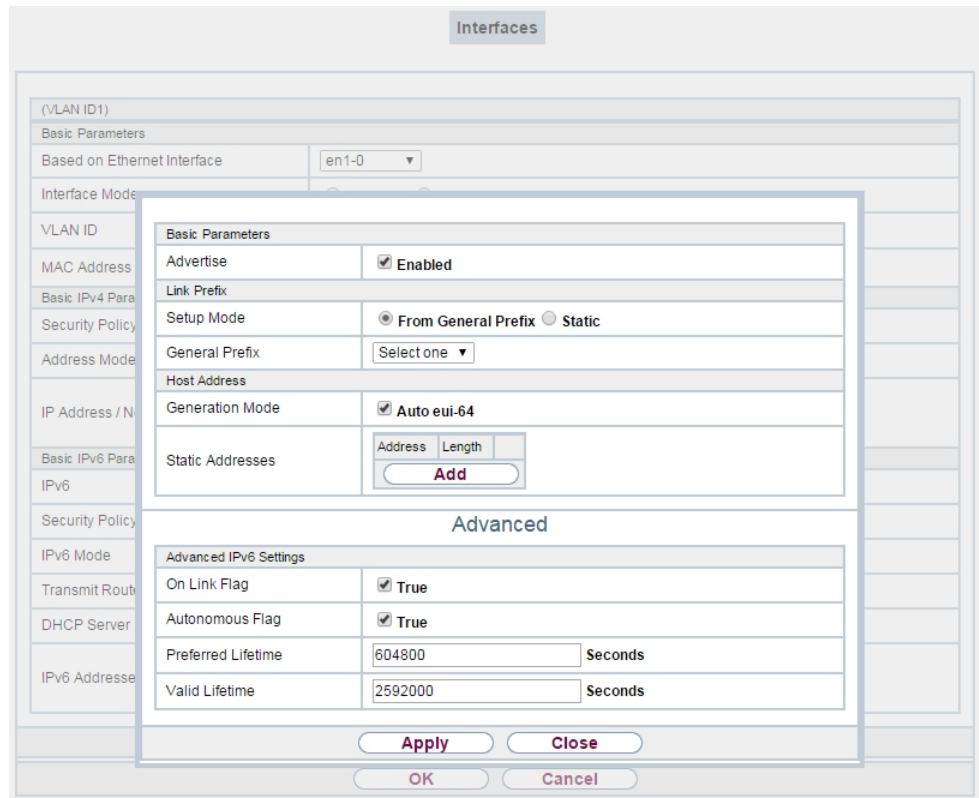 Interfaces
(VLAN ID1)
Basic Parameters
Based on Ethernet Interface en1-0
Interface Mode
VLAN ID
MAC Address
Basic IPv4 Para
Security Policy
Address Mode
IP Address / N
Basic IPv6 Para
IPv6
Security Policy
IPv6 Mode
Transmit Route
DHCP Server
IPv6 Addresse
Basic Parameters
Advertise Enabled
Link Prefix
Setup Mode From General Prefix Static
General Prefix Select one
Host Address
Generation Mode Auto eui-64
Static Addresses Address Length
Add
Advanced
Advanced IPv6 Settings
On Link Flag True
Autonomous Flag True
Preferred Lifetime 604800 Seconds
Valid Lifetime 2592000 Seconds
Apply Close
OK Cancel